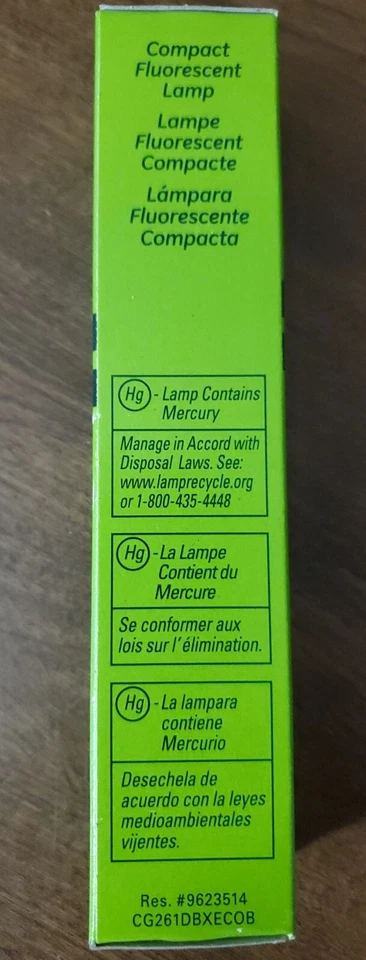 Compact
Fluorescent
Lamp
Lampe
Fluorescent
Compacte
Lámpara
Fluorescente
Compacta
Hg - Lamp Contains
Mercury
Manage in Accord with
Disposal Laws. See:
www.lamprecycle.org
or 1-800-435-4448
Hg - La Lampe
Contient du
Mercure
Se conformer aux
lois sur l'élimination.
Hg - La lampara
contiene
Mercurio
Desechela de
acuerdo con la leyes
medioambientales
vijentes.
Res. #9623514
CG261DBXECOB